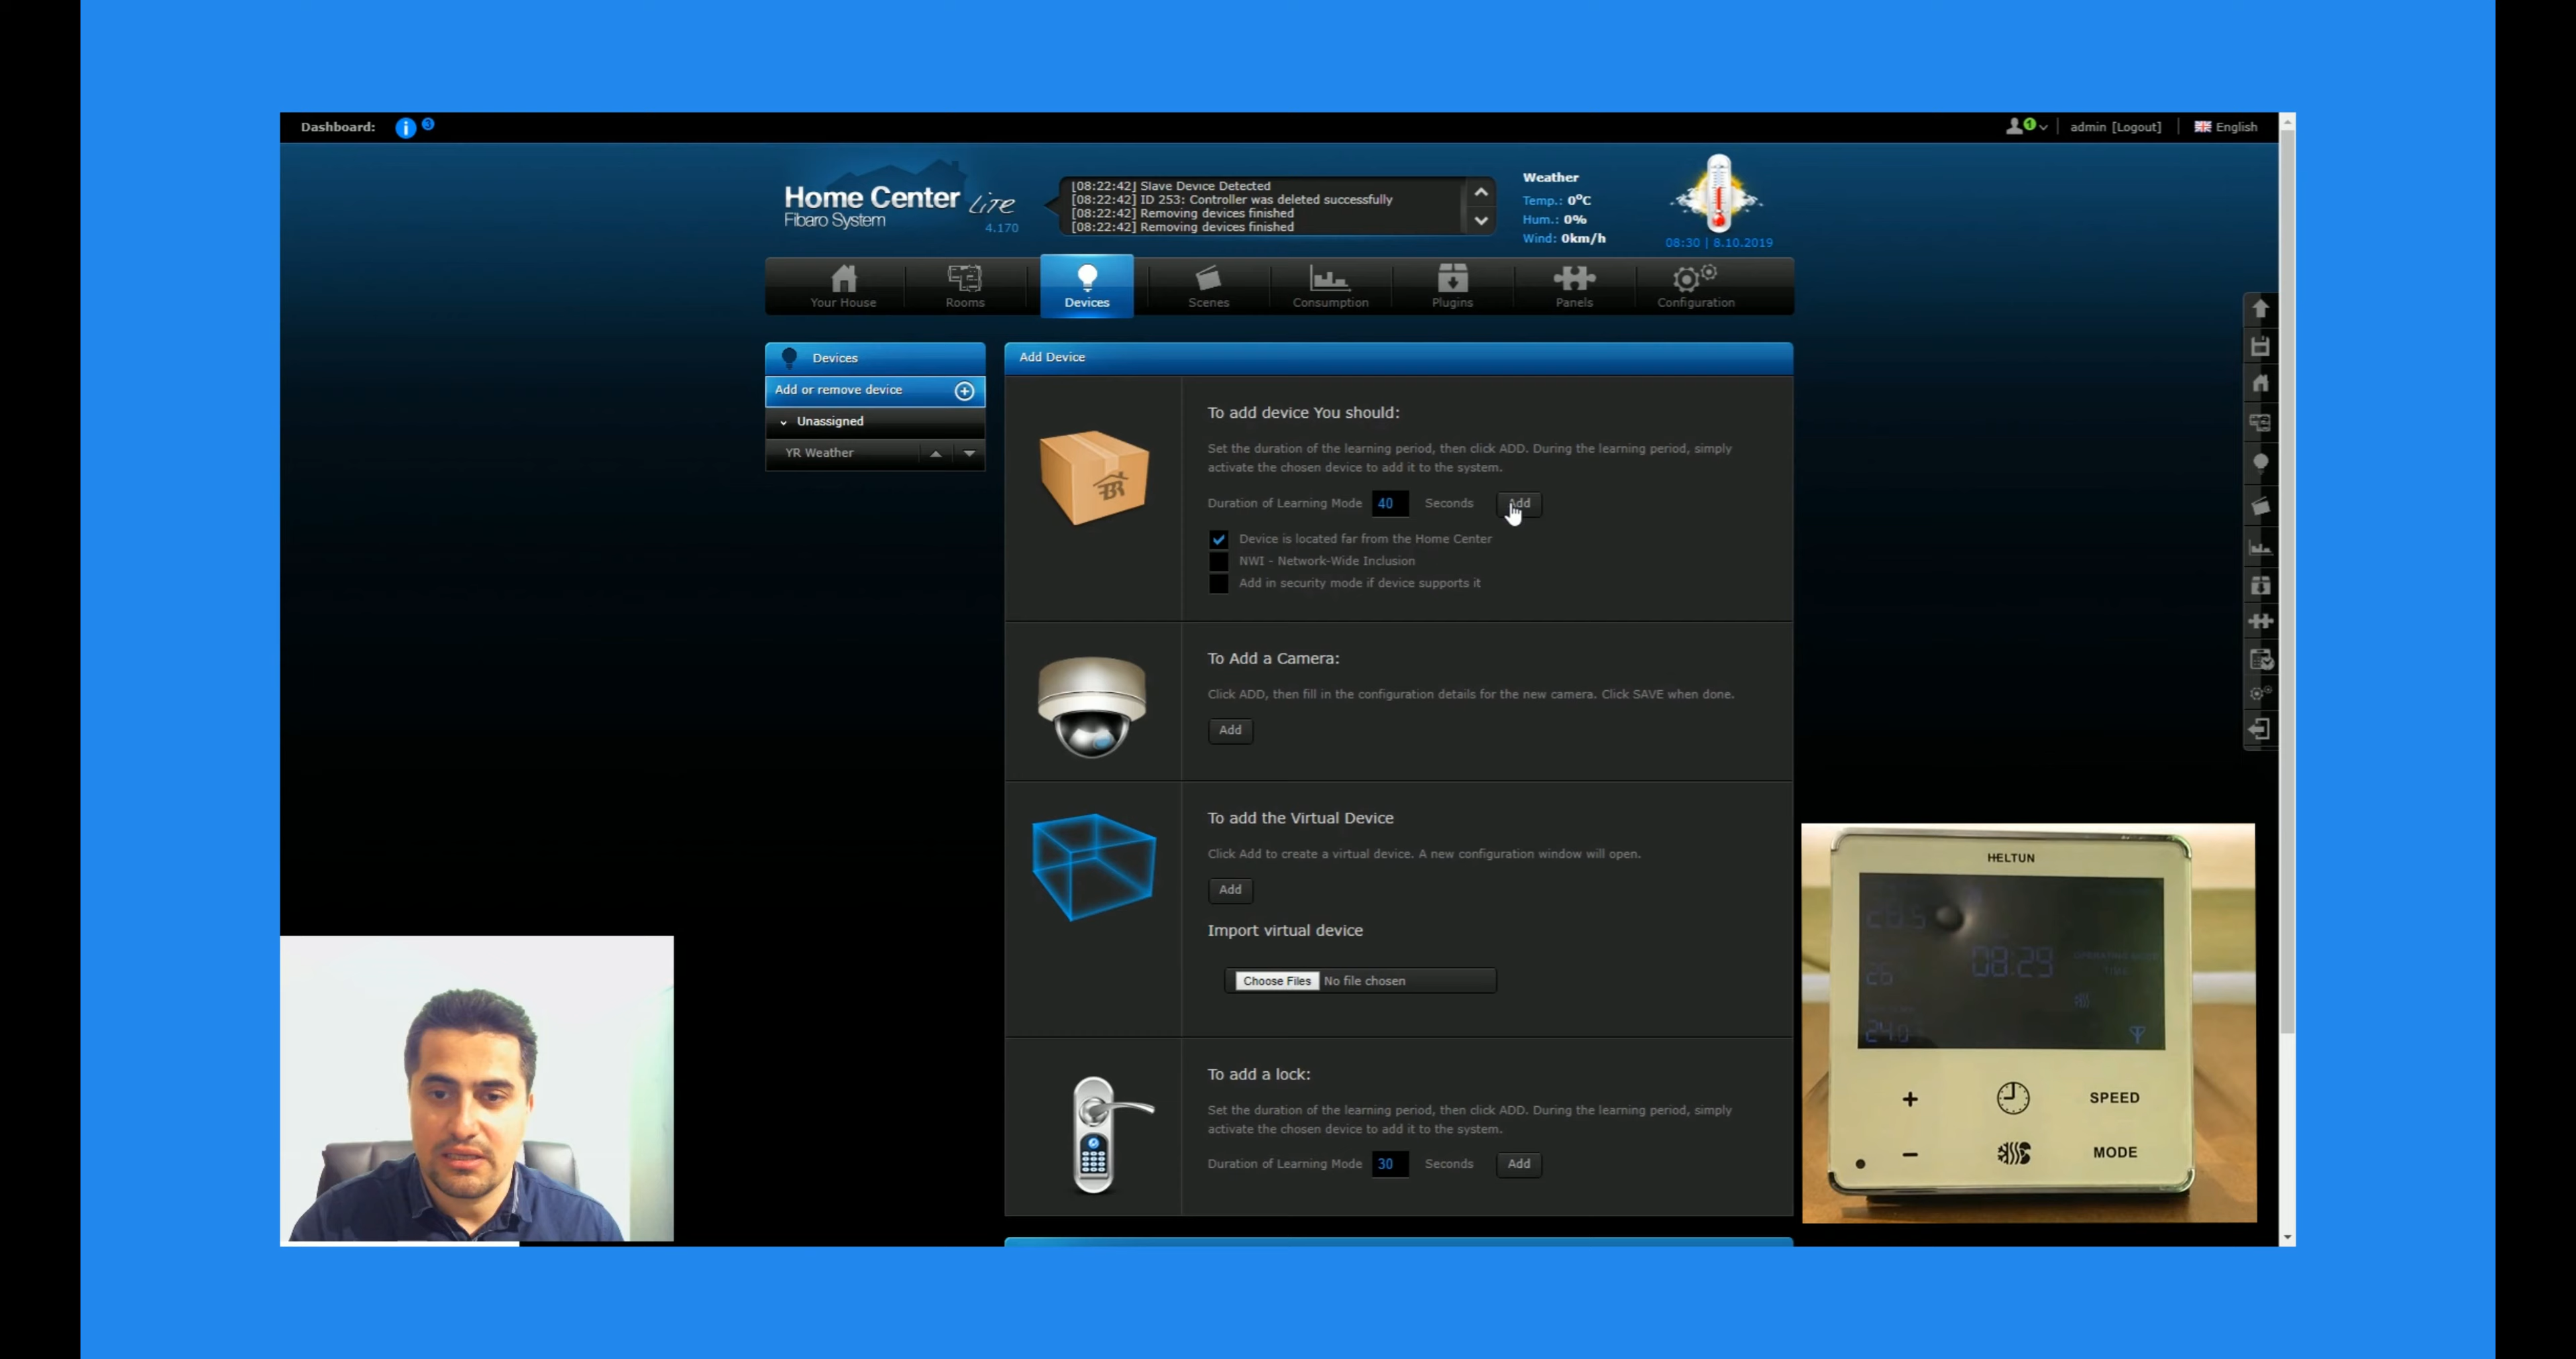 Dashboard:
i
3
1
admin [Logout]
English
Home Center Lite
Fibaro System
4.170
[08:22:42] Slave Device Detected
[08:22:42] ID 253: Controller was deleted successfully
[08:22:42] Removing devices finished
[08:22:42] Removing devices finished
Weather
Temp.: 0°C
Hum.: 0%
Wind: 0km/h
08:30 | 8.10.2019
Your House
Rooms
Devices
Scenes
Consumption
Plugins
Panels
Configuration
Devices
Add or remove device
Unassigned
YR Weather
Add Device
To add device You should:
Set the duration of the learning period, then click ADD. During the learning period, simply
activate the chosen device to add it to the system.
Duration of Learning Mode 40 Seconds Add
Device is located far from the Home Center
NWI - Network-Wide Inclusion
Add in security mode if device supports it
To Add a Camera:
Click ADD, then fill in the configuration details for the new camera. Click SAVE when done.
Add
To add the Virtual Device
Click Add to create a virtual device. A new configuration window will open.
Add
Import virtual device
Choose Files No file chosen
To add a lock:
Set the duration of the learning period, then click ADD. During the learning period, simply
activate the chosen device to add it to the system.
Duration of Learning Mode 30 Seconds Add
HELTUN
08:29
26
24.0
+
SPEED
−
MODE